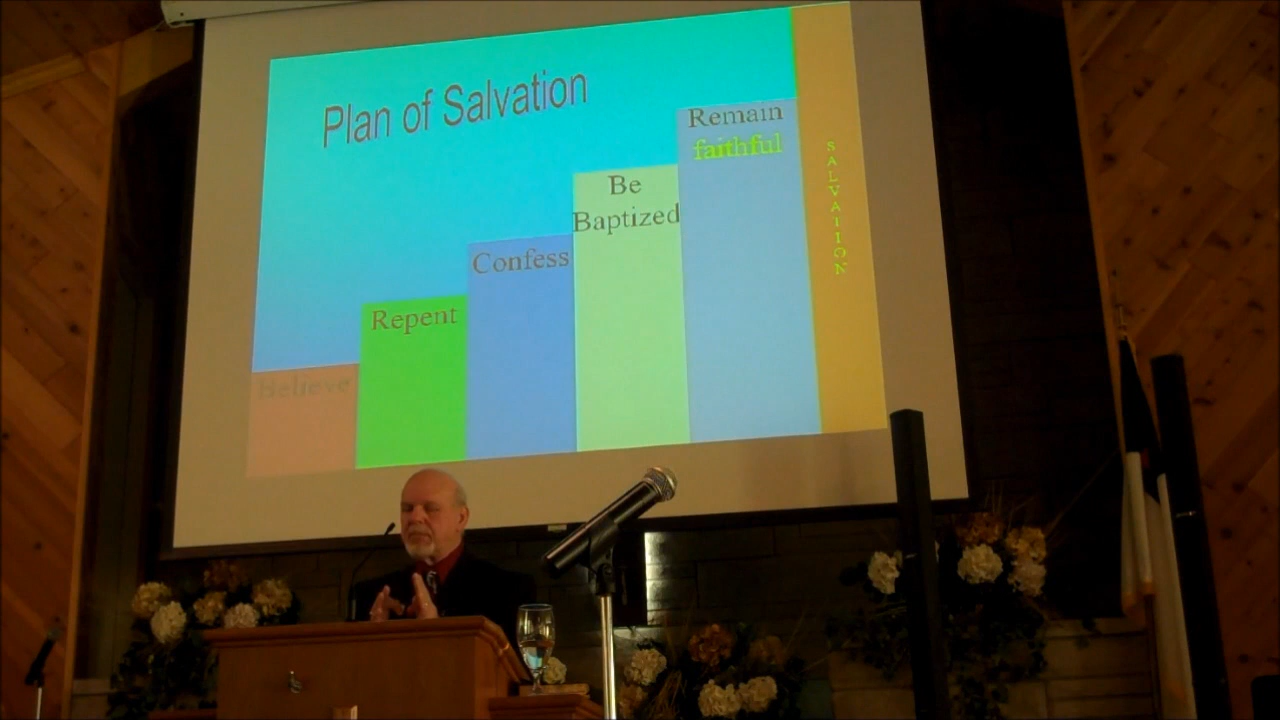 Plan of Salvation
Believe
Repent
Confess
Be
Baptized
Remain
faithful
SALVATION